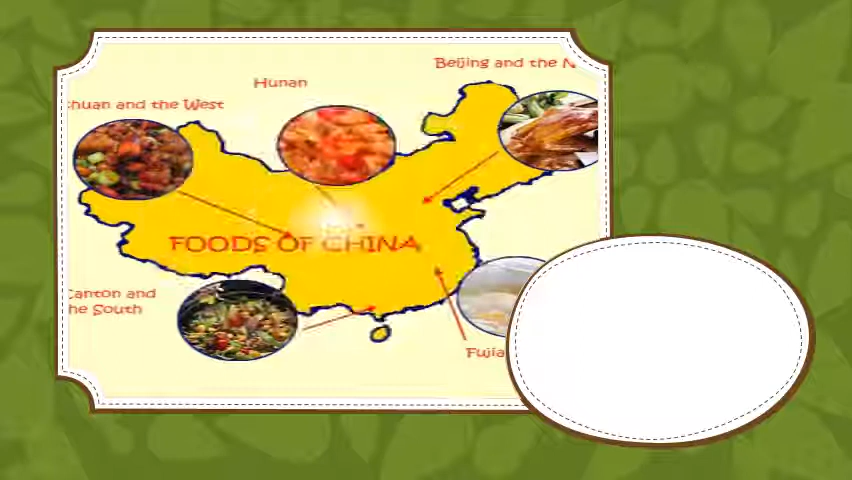 Beijing and the N
Hunan
chuan and the West
FOODS OF CHINA
Canton and
he South
Fujia